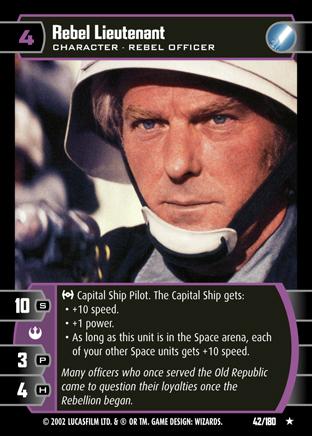 4
Rebel Lieutenant
CHARACTER · REBEL OFFICER
10 S
3 P
4 H
Capital Ship Pilot. The Capital Ship gets:
• +10 speed.
• +1 power.
• As long as this unit is in the Space arena, each
of your other Space units gets +10 speed.
Many officers who once served the Old Republic
came to question their loyalties once the
Rebellion began.
© 2002 LUCASFILM LTD. & ® OR TM. GAME DESIGN: WIZARDS. 42/180 ★